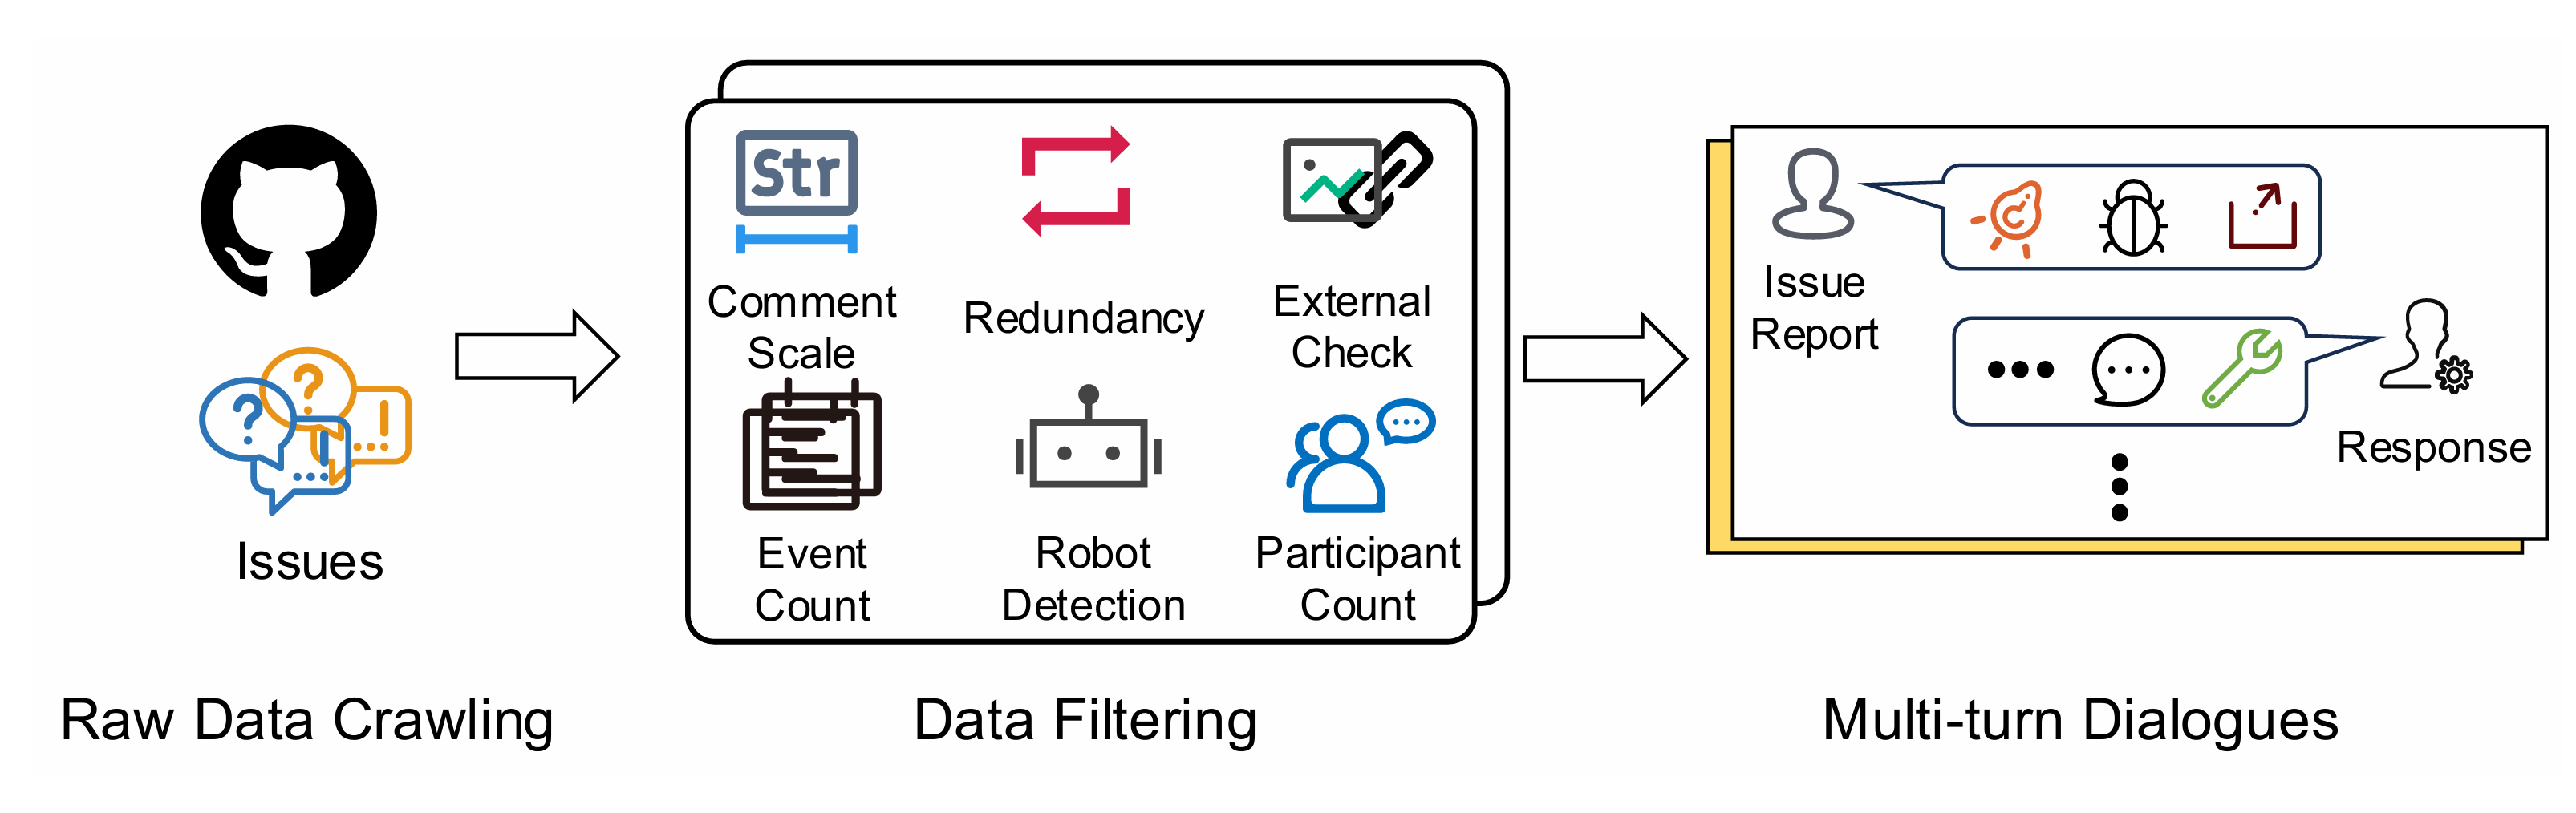 Issues
Raw Data Crawling
Str
Comment
Scale
Redundancy
External
Check
Event
Count
Robot
Detection
Participant
Count
Data Filtering
Issue
Report
Response
Multi-turn Dialogues